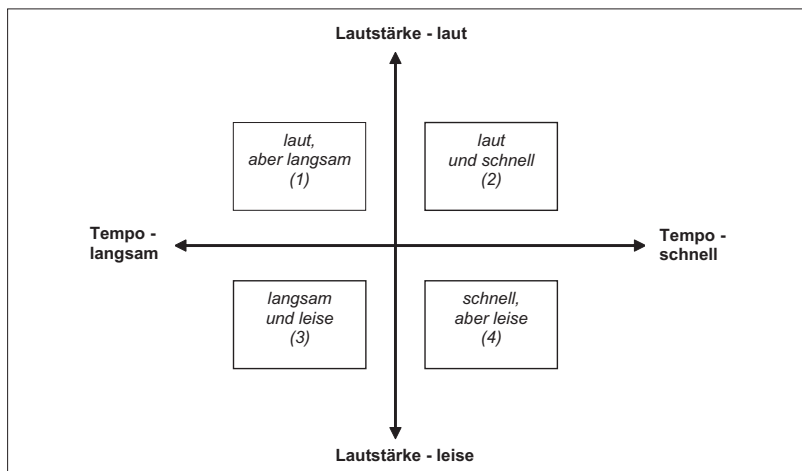 Lautstärke - laut
laut,
aber langsam
(1)
laut
und schnell
(2)
Tempo -
langsam
Tempo -
schnell
langsam
und leise
(3)
schnell,
aber leise
(4)
Lautstärke - leise